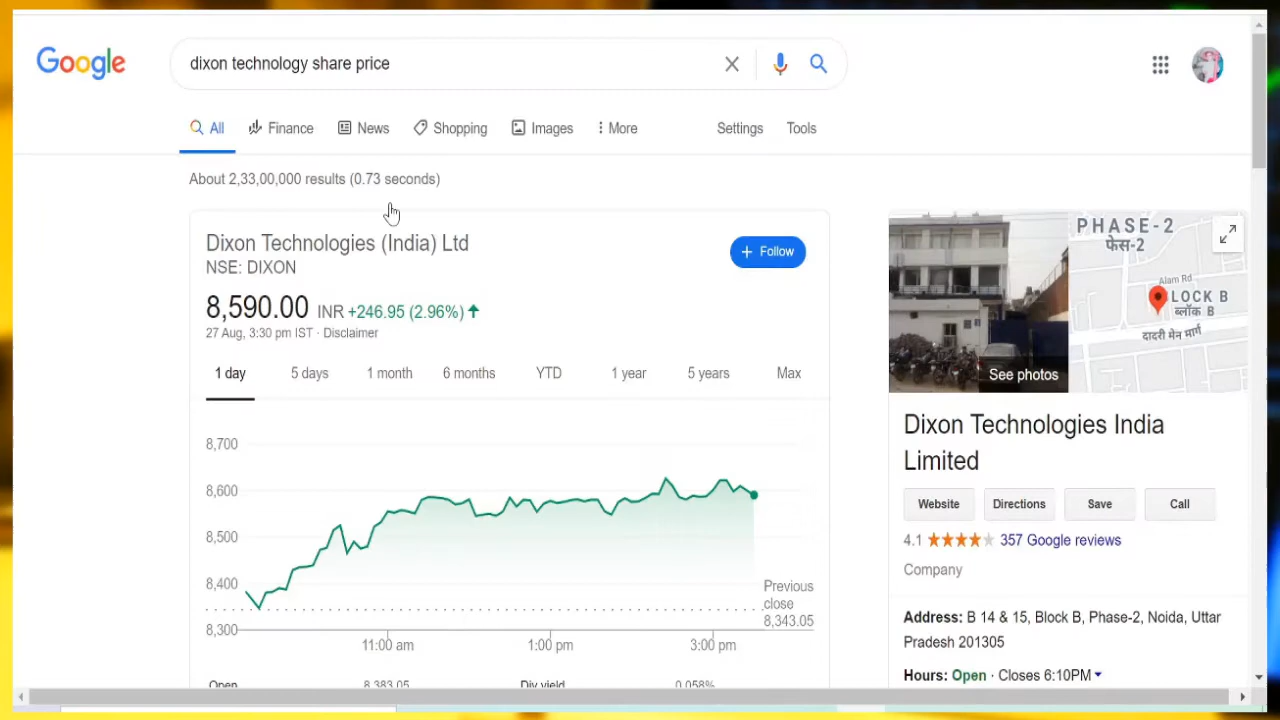 Google
dixon technology share price
All Finance News Shopping Images More Settings Tools
About 2,33,00,000 results (0.73 seconds)
Dixon Technologies (India) Ltd
NSE: DIXON
+ Follow
8,590.00 INR +246.95 (2.96%)
27 Aug, 3:30 pm IST · Disclaimer
1 day 5 days 1 month 6 months YTD 1 year 5 years Max
8,700
8,600
8,500
8,400
8,300
Previous
close
8,343.05
11:00 am 1:00 pm 3:00 pm
Open 8,383.05 Div yield 0.058%
PHASE-2
फेस-2
Alam Rd
LOCK B
ब्लॉक B
दादरी मेन मार्ग
See photos
Dixon Technologies India
Limited
Website Directions Save Call
4.1 357 Google reviews
Company
Address: B 14 & 15, Block B, Phase-2, Noida, Uttar
Pradesh 201305
Hours: Open · Closes 6:10PM